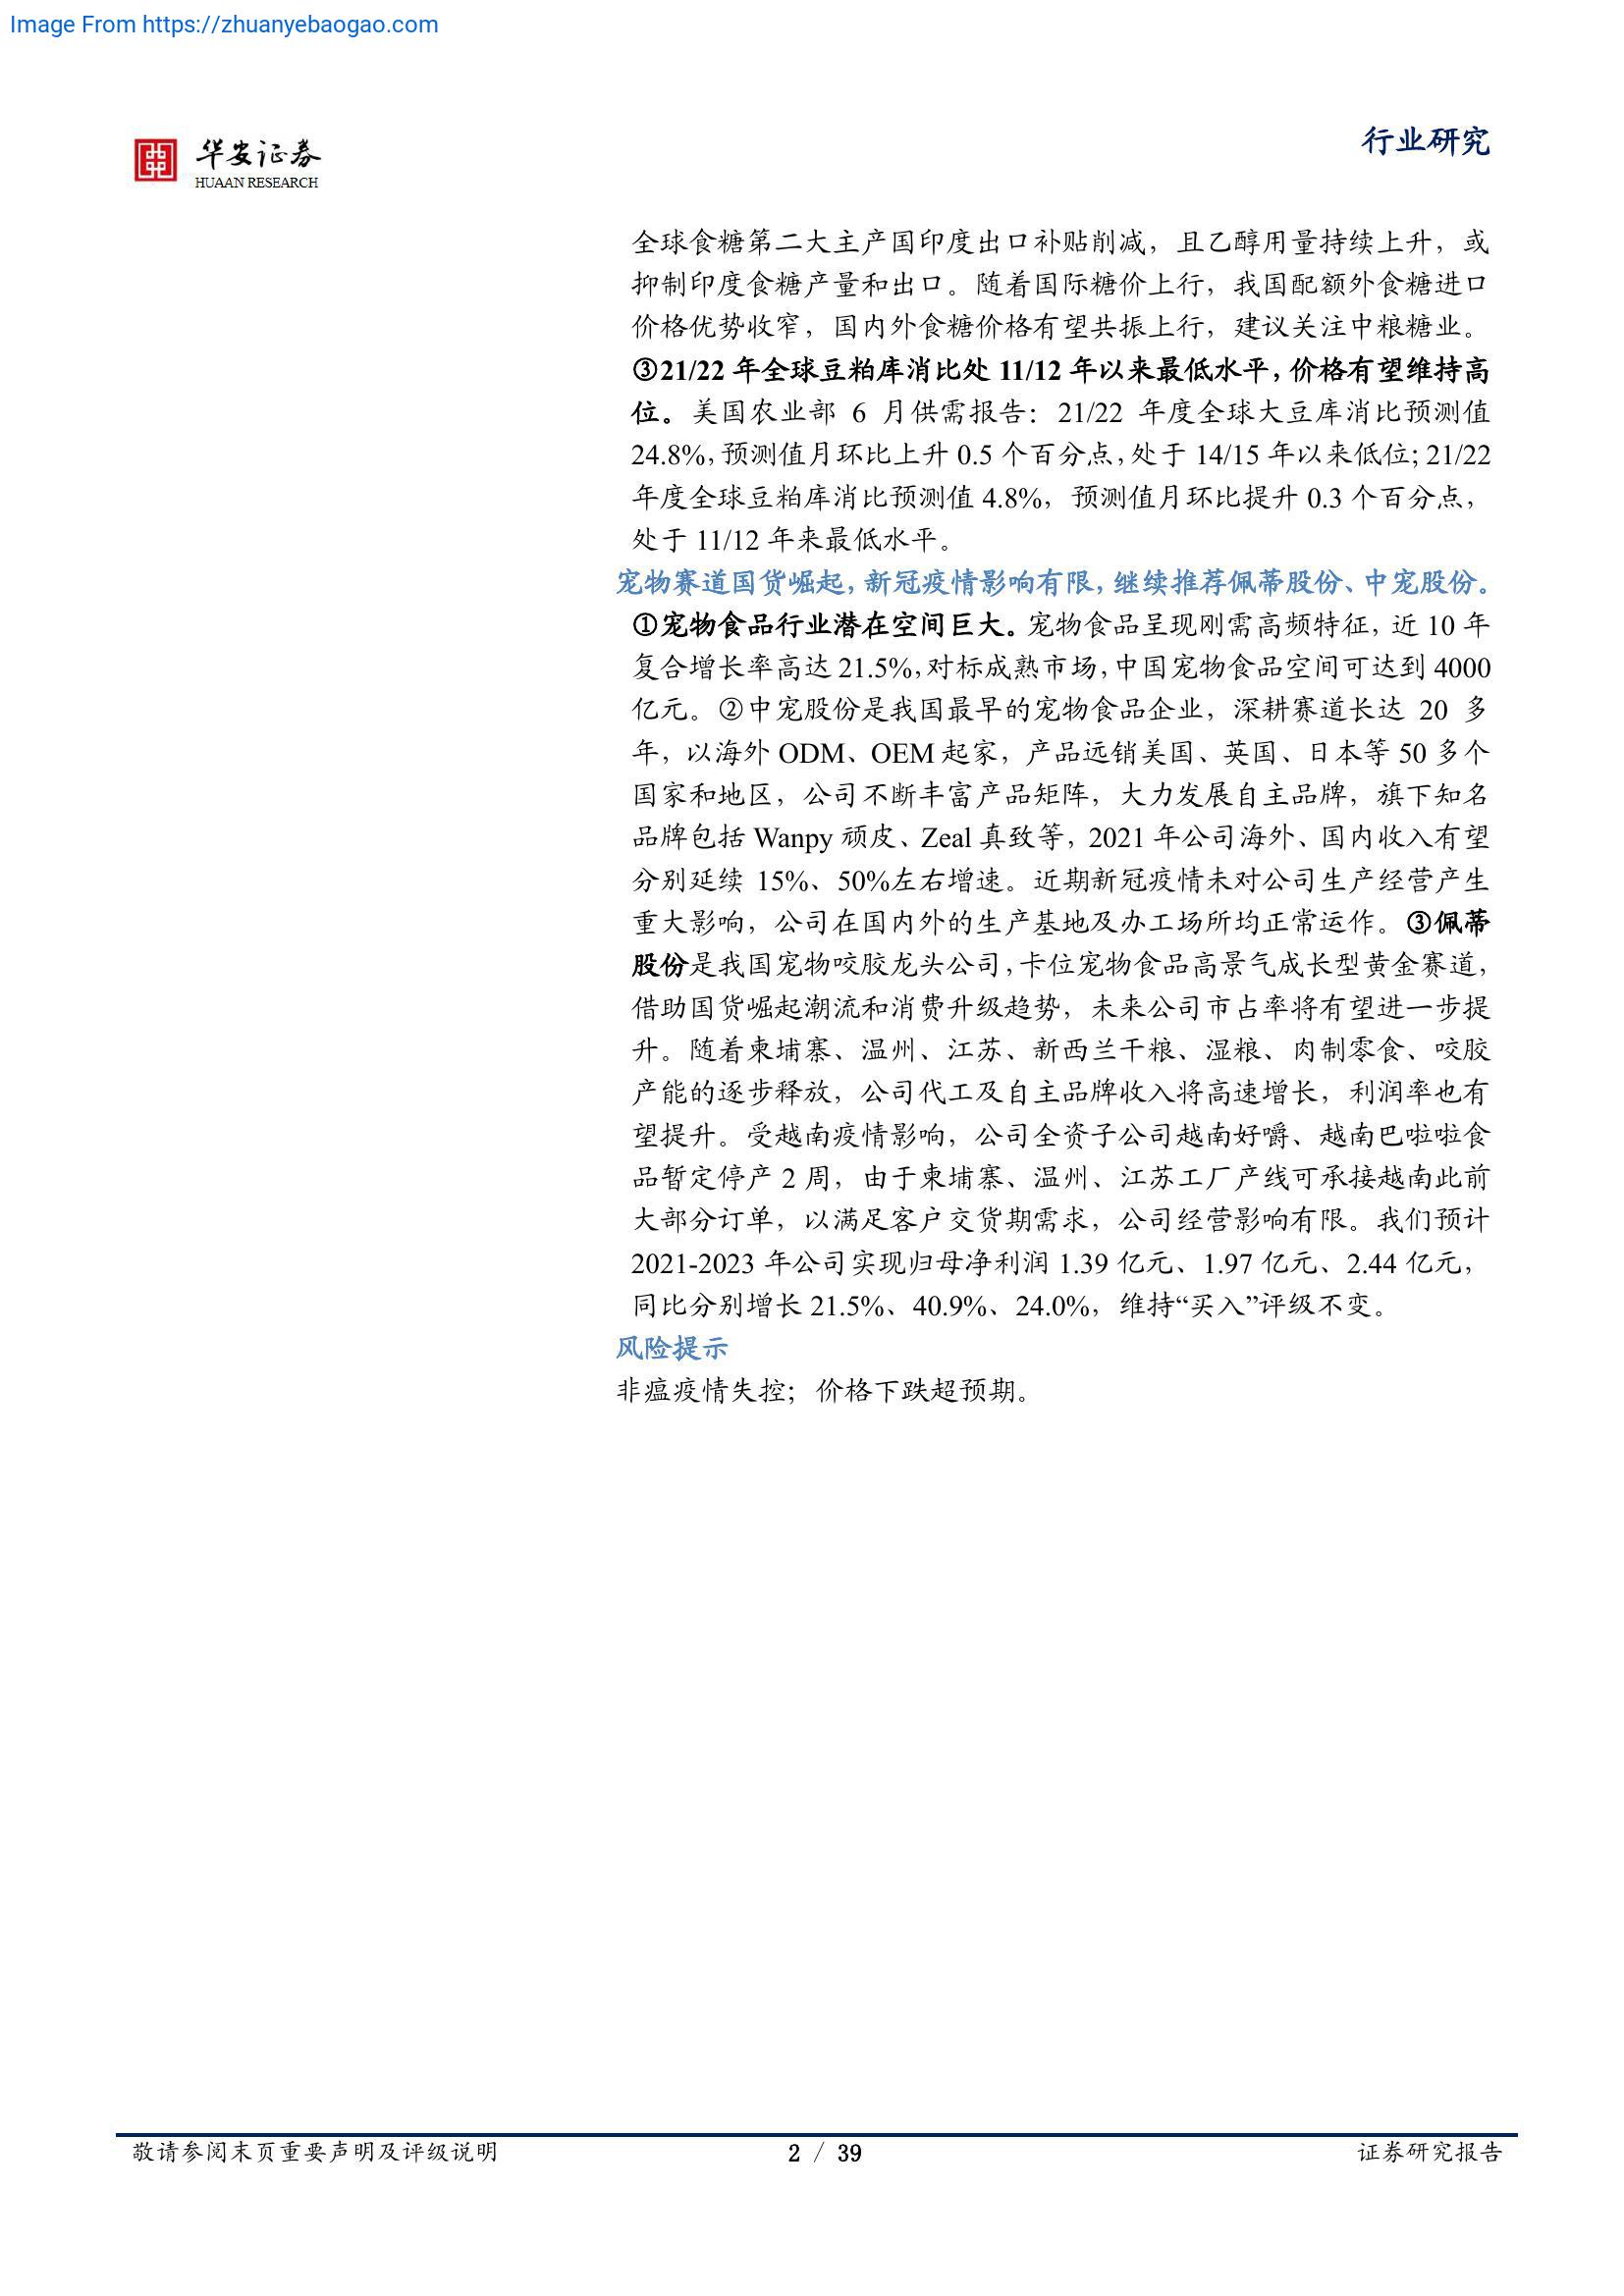 Image From https://zhuanyebaogao.com
华安证券
HUAAN RESEARCH
行业研究
全球食糖第二大主产国印度出口补贴削减，且乙醇用量持续上升，或
抑制印度食糖产量和出口。随着国际糖价上行，我国配额外食糖进口
价格优势收窄，国内外食糖价格有望共振上行，建议关注中粮糖业。
③21/22 年全球豆粕库消比处 11/12 年以来最低水平，价格有望维持高
位。美国农业部 6 月供需报告：21/22 年度全球大豆库消比预测值
24.8%，预测值月环比上升 0.5 个百分点，处于 14/15 年以来低位；21/22
年度全球豆粕库消比预测值 4.8%，预测值月环比提升 0.3 个百分点，
处于 11/12 年来最低水平。
宠物赛道国货崛起，新冠疫情影响有限，继续推荐佩蒂股份、中宠股份。
①宠物食品行业潜在空间巨大。宠物食品呈现刚需高频特征，近 10 年
复合增长率高达 21.5%，对标成熟市场，中国宠物食品空间可达到 4000
亿元。②中宠股份是我国最早的宠物食品企业，深耕赛道长达 20 多
年，以海外 ODM、OEM 起家，产品远销美国、英国、日本等 50 多个
国家和地区，公司不断丰富产品矩阵，大力发展自主品牌，旗下知名
品牌包括 Wanpy 顽皮、Zeal 真致等，2021 年公司海外、国内收入有望
分别延续 15%、50%左右增速。近期新冠疫情未对公司生产经营产生
重大影响，公司在国内外的生产基地及办工场所均正常运作。③佩蒂
股份是我国宠物咬胶龙头公司，卡位宠物食品高景气成长型黄金赛道，
借助国货崛起潮流和消费升级趋势，未来公司市占率将有望进一步提
升。随着柬埔寨、温州、江苏、新西兰干粮、湿粮、肉制零食、咬胶
产能的逐步释放，公司代工及自主品牌收入将高速增长，利润率也有
望提升。受越南疫情影响，公司全资子公司越南好嚼、越南巴啦啦食
品暂定停产 2 周，由于柬埔寨、温州、江苏工厂产线可承接越南此前
大部分订单，以满足客户交货期需求，公司经营影响有限。我们预计
2021-2023 年公司实现归母净利润 1.39 亿元、1.97 亿元、2.44 亿元，
同比分别增长 21.5%、40.9%、24.0%，维持“买入”评级不变。
风险提示
非瘟疫情失控；价格下跌超预期。
敬请参阅末页重要声明及评级说明
2 / 39
证券研究报告